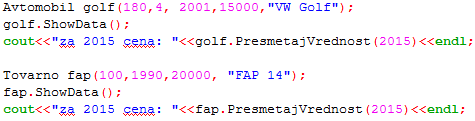 Avtomobil golf(180,4, 2001,15000,"VW Golf");
golf.ShowData();
cout<<"za 2015 cena: "<<golf.PresmetajVrednost(2015)<<endl;
Tovarno fap(100,1990,20000, "FAP 14");
fap.ShowData();
cout<<"za 2015 cena: "<<fap.PresmetajVrednost(2015)<<endl;